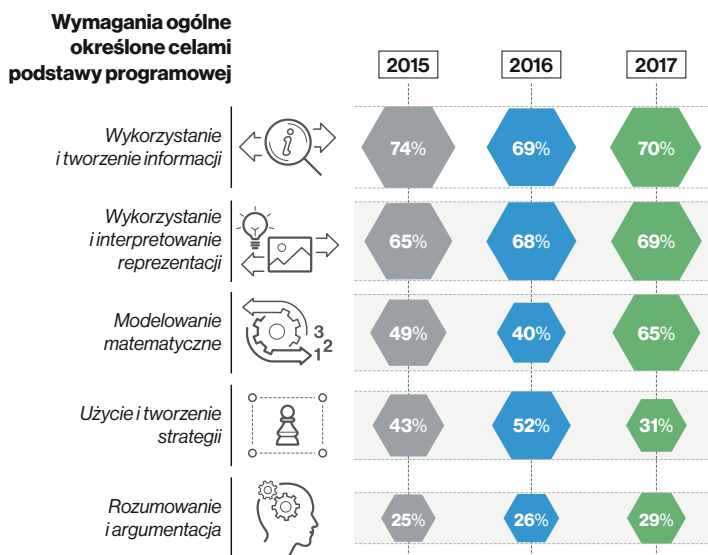 Wymagania ogólne
określone celami
podstawy programowej
2015 2016 2017
Wykorzystanie
i tworzenie informacji
i
74% 69% 70%
Wykorzystanie
i interpretowanie
reprezentacji
65% 68% 69%
Modelowanie
matematyczne
3
1 2
49% 40% 65%
Użycie i tworzenie
strategii
43% 52% 31%
Rozumowanie
i argumentacja
25% 26% 29%